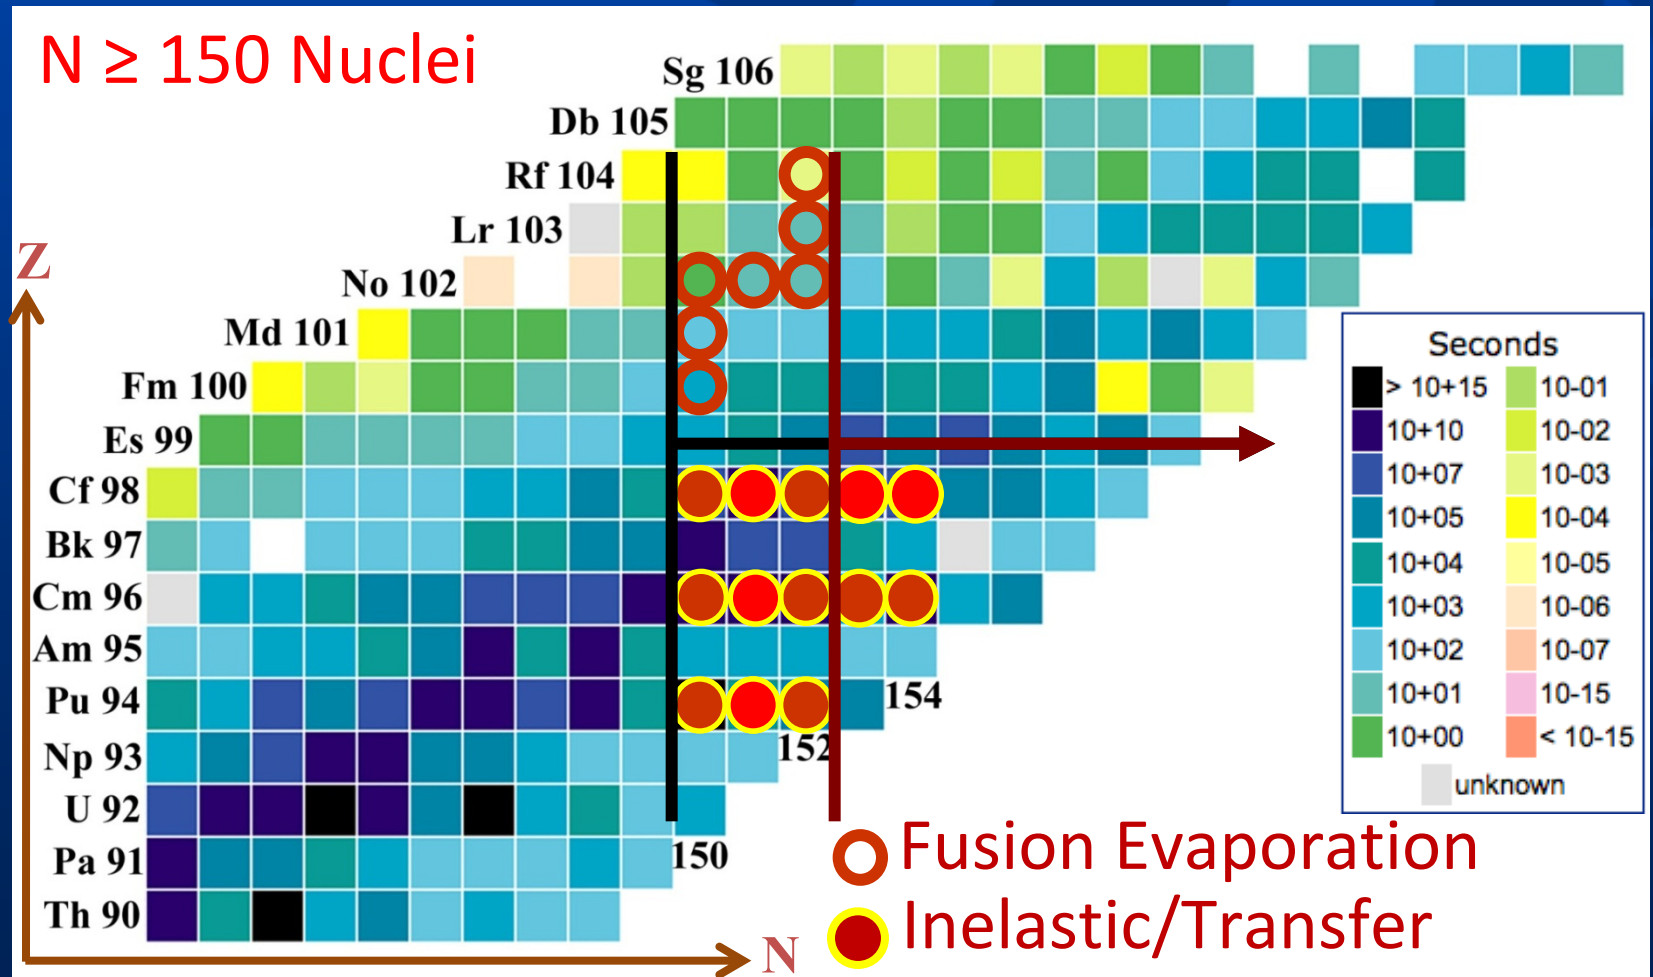 N ≥ 150 Nuclei
Sg 106
Db 105
Rf 104
Lr 103
Z
No 102
Md 101
Fm 100
Es 99
Cf 98
Bk 97
Cm 96
Am 95
Pu 94
154
Np 93
152
U 92
Pa 91
150
Th 90
N
Seconds
> 10+15
10-01
10+10
10-02
10+07
10-03
10+05
10-04
10+04
10-05
10+03
10-06
10+02
10-07
10+01
10-15
10+00
< 10-15
unknown
Fusion Evaporation
Inelastic/Transfer